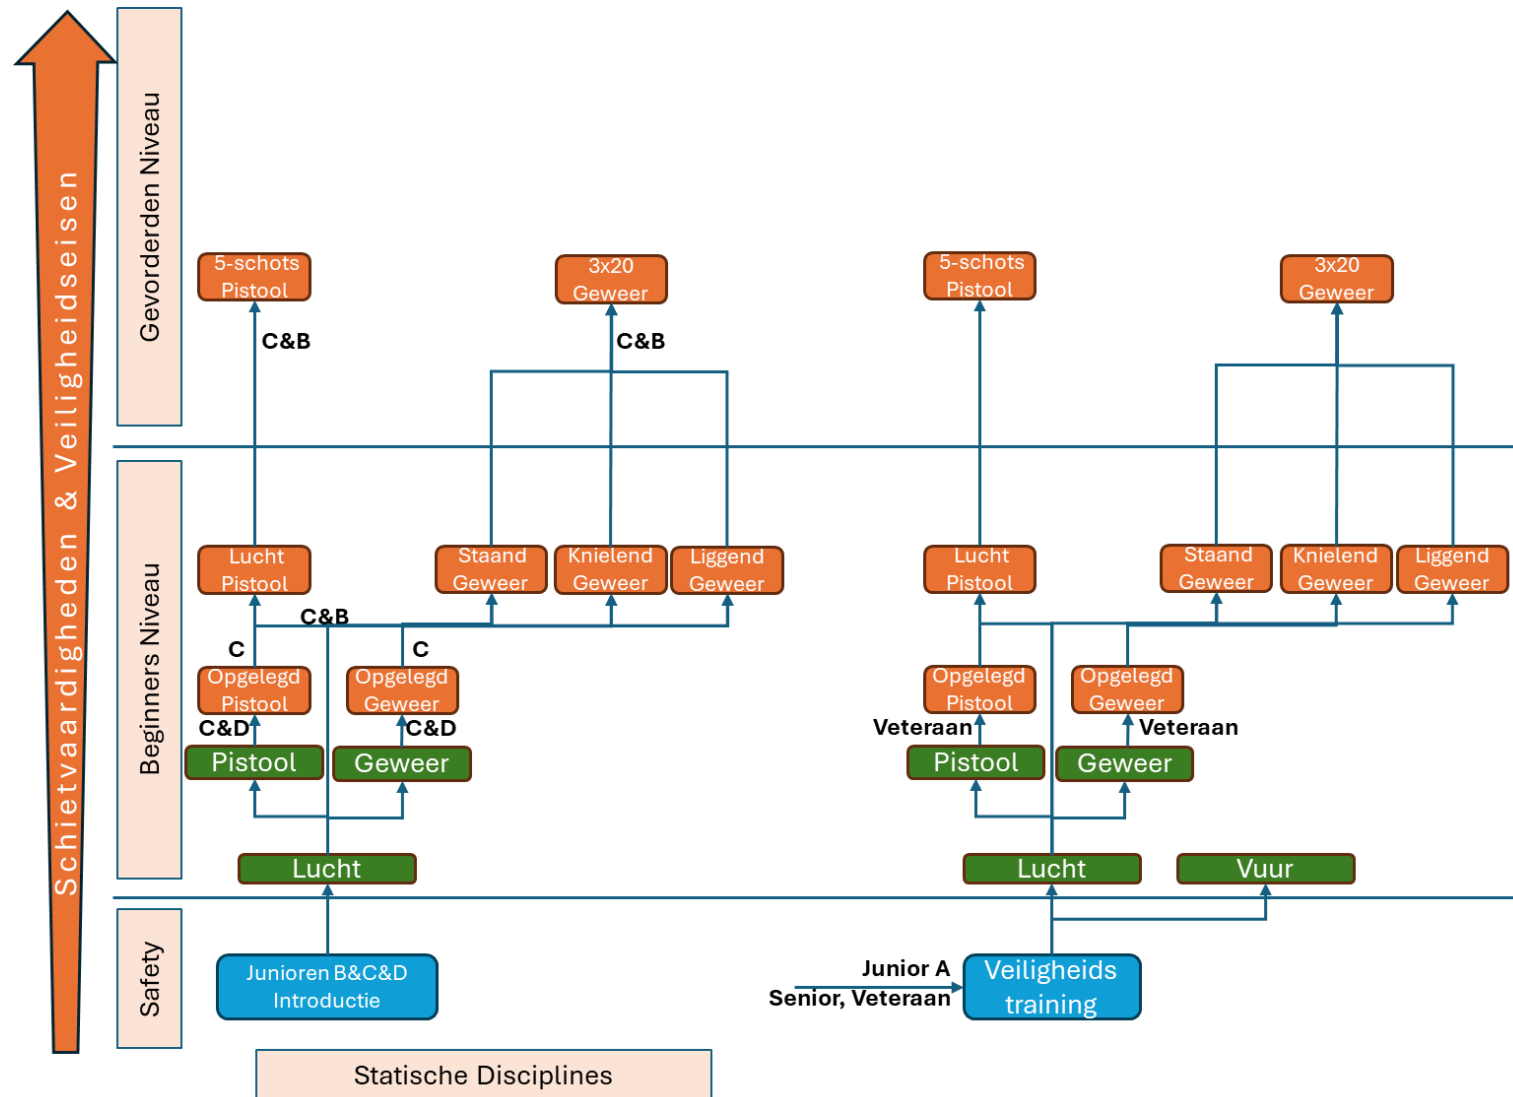 Schietvaardigheden & Veiligheidseisen
Gevorderden Niveau
5-schots
Pistool
3x20
Geweer
5-schots
Pistool
3x20
Geweer
C&B
C&B
Beginners Niveau
Lucht
Pistool
Staand
Geweer
Knielend
Geweer
Liggend
Geweer
Lucht
Pistool
Staand
Geweer
Knielend
Geweer
Liggend
Geweer
C&B
C
C
Opgelegd
Pistool
Opgelegd
Geweer
Opgelegd
Pistool
Opgelegd
Geweer
C&D
C&D
Veteraan
Veteraan
Pistool
Geweer
Pistool
Geweer
Lucht
Lucht
Vuur
Safety
Junioren B&C&D
Introductie
Junior A
Senior, Veteraan
Veiligheids
training
Statische Disciplines